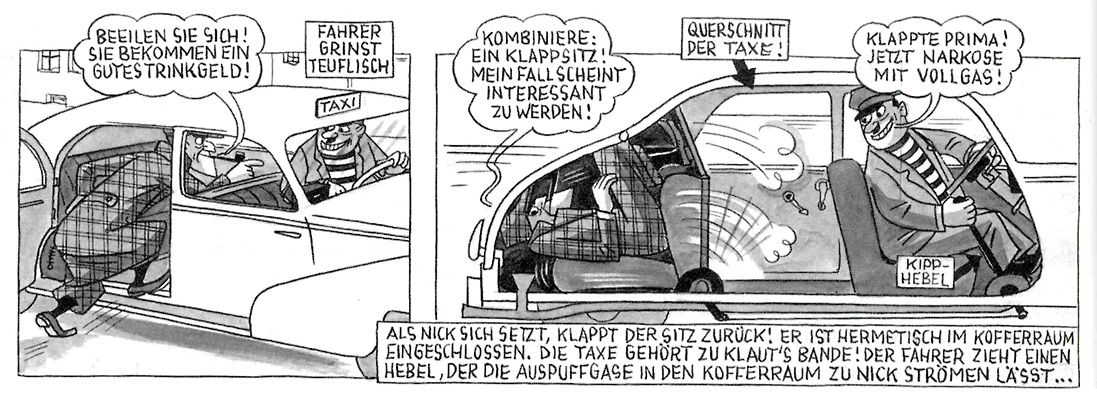 BEEILEN SIE SICH!
SIE BEKOMMEN EIN
GUTES TRINKGELD!
FAHRER
GRINST
TEUFLISCH
TAXI
KOMBINIERE:
EIN KLAPPSITZ!
MEIN FALL SCHEINT
INTERESSANT
ZU WERDEN!
QUERSCHNITT
DER TAXE!
KLAPPTE PRIMA!
JETZT NARKOSE
MIT VOLLGAS!
KIPP-
HEBEL
ALS NICK SICH SETZT, KLAPPT DER SITZ ZURÜCK! ER IST HERMETISCH IM KOFFERRAUM
EINGESCHLOSSEN. DIE TAXE GEHÖRT ZU KLAUT'S BANDE! DER FAHRER ZIEHT EINEN
HEBEL, DER DIE AUSPUFFGASE IN DEN KOFFERRAUM ZU NICK STRÖMEN LÄSST...